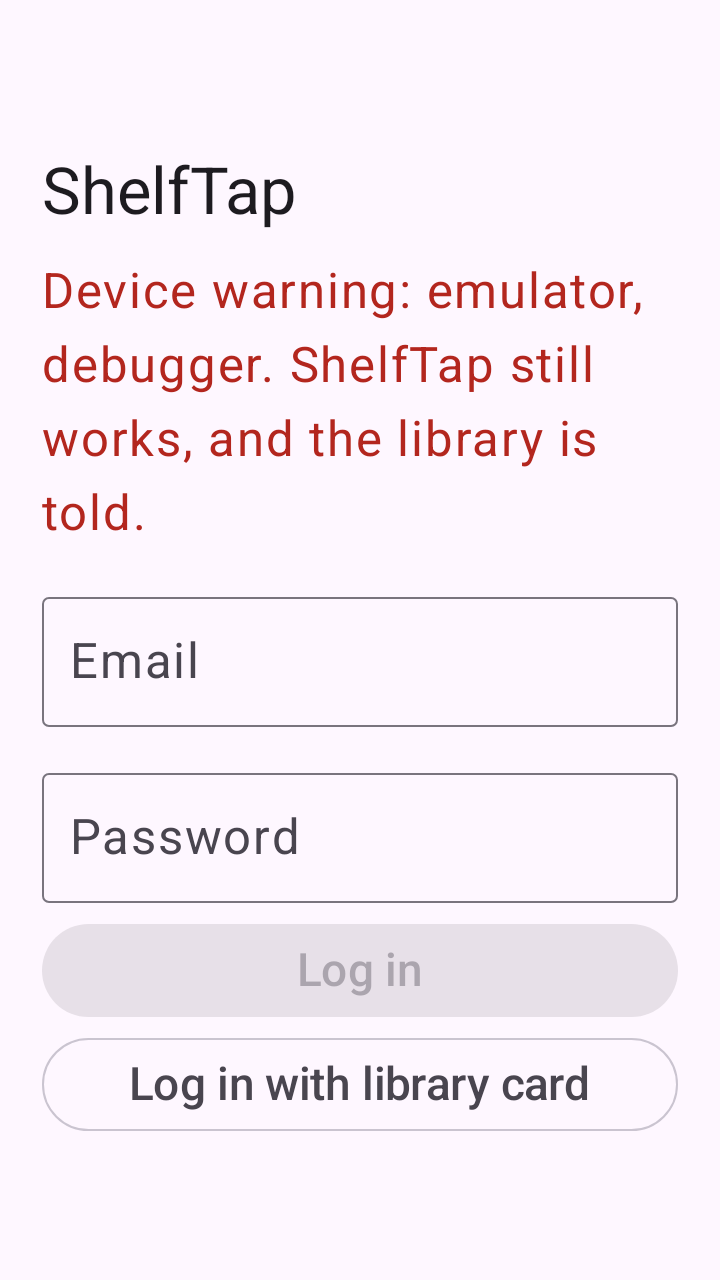 ShelfTap
Device warning: emulator,
debugger. ShelfTap still
works, and the library is
told.
Email
Password
Log in
Log in with library card